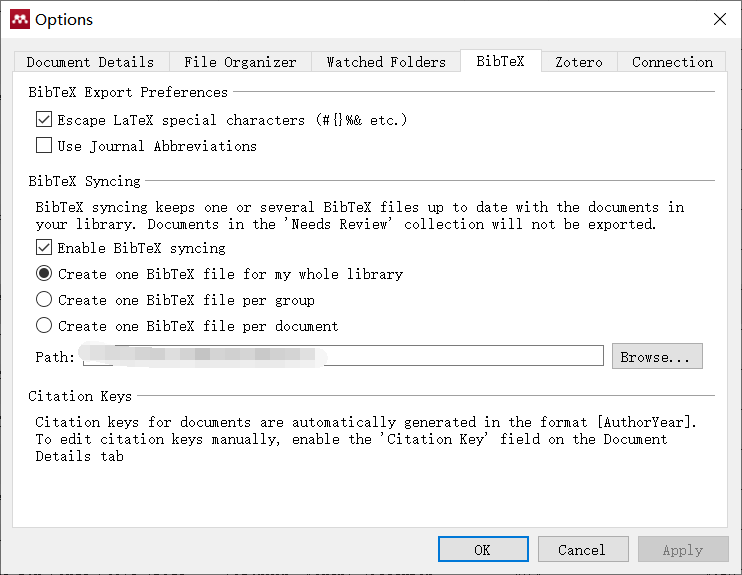 Options
Document Details File Organizer Watched Folders BibTeX Zotero Connection
BibTeX Export Preferences
Escape LaTeX special characters (#{}%& etc.)
Use Journal Abbreviations
BibTeX Syncing
BibTeX syncing keeps one or several BibTeX files up to date with the documents in
your library. Documents in the 'Needs Review' collection will not be exported.
Enable BibTeX syncing
Create one BibTeX file for my whole library
Create one BibTeX file per group
Create one BibTeX file per document
Path: Browse...
Citation Keys
Citation keys for documents are automatically generated in the format [AuthorYear].
To edit citation keys manually, enable the 'Citation Key' field on the Document
Details tab
OK Cancel Apply